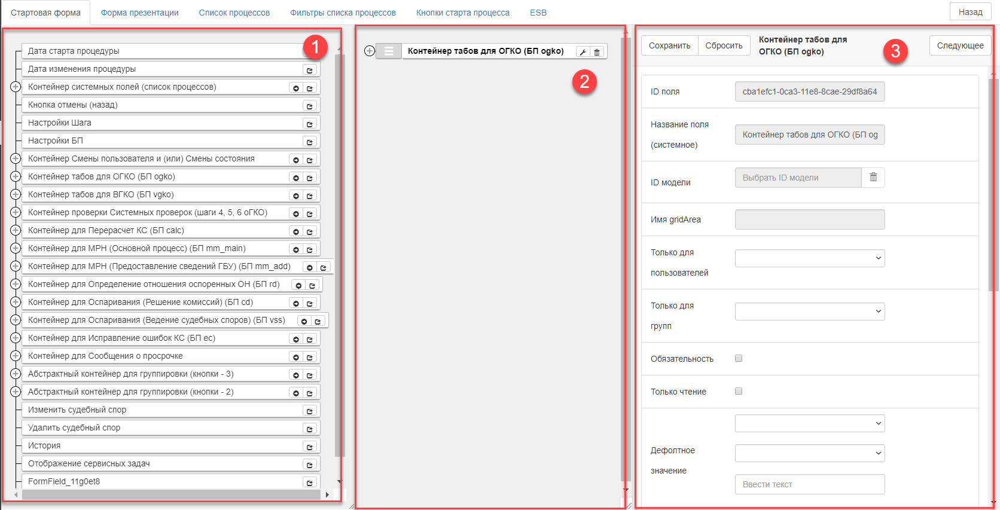 Стартовая форма Форма презентации Список процессов Фильтры списка процессов Кнопки старта процесса ESB Назад
1
Дата старта процедуры
Дата изменения процедуры
Контейнер системных полей (список процессов)
Кнопка отмены (назад)
Настройки Шага
Настройки БП
Контейнер Смены пользователя и (или) Смены состояния
Контейнер табов для ОГКО (БП ogko)
Контейнер табов для ВГКО (БП vgko)
Контейнер проверки Системных проверок (шаги 4, 5, 6 оГКО)
Контейнер для Перерасчет КС (БП calc)
Контейнер для МРН (Основной процесс) (БП mm_main)
Контейнер для МРН (Предоставление сведений ГБУ) (БП mm_add)
Контейнер для Определение отношения оспоренных ОН (БП rd)
Контейнер для Оспаривания (Решение комиссий) (БП cd)
Контейнер для Оспаривания (Ведение судебных споров) (БП vss)
Контейнер для Исправление ошибок КС (БП ec)
Контейнер для Сообщения о просрочке
Абстрактный контейнер для группировки (кнопки - 3)
Абстрактный контейнер для группировки (кнопки - 2)
Изменить судебный спор
Удалить судебный спор
История
Отображение сервисных задач
FormField_11g0et8
Контейнер табов для ОГКО (БП ogko)
2
Сохранить Сбросить
Контейнер табов для
ОГКО (БП ogko)
3
Следующее
ID поля
cba1efc1-0ca3-11e8-8cae-29df8a64
Название поля
(системное)
Контейнер табов для ОГКО (БП og
ID модели
Выбрать ID модели
Имя gridArea
Только для
пользователей
Только для
групп
Обязательность
Только чтение
Дефолтное
значение
Ввести текст